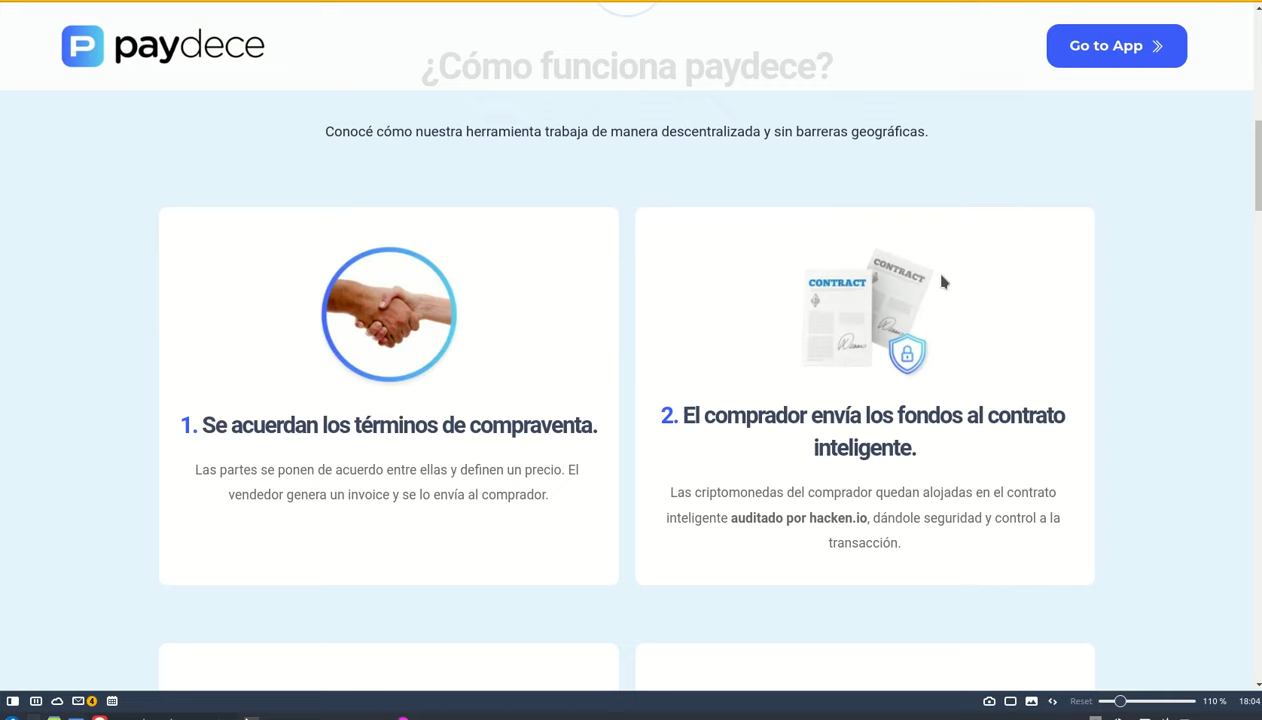 paydece
Go to App
¿Cómo funciona paydece?
Conocé cómo nuestra herramienta trabaja de manera descentralizada y sin barreras geográficas.
CONTRACT
CONTRACT
1. Se acuerdan los términos de compraventa.
Las partes se ponen de acuerdo entre ellas y definen un precio. El
vendedor genera un invoice y se lo envía al comprador.
2. El comprador envía los fondos al contrato
inteligente.
Las criptomonedas del comprador quedan alojadas en el contrato
inteligente auditado por hacken.io, dándole seguridad y control a la
transacción.
4
Reset
110 %
18:04